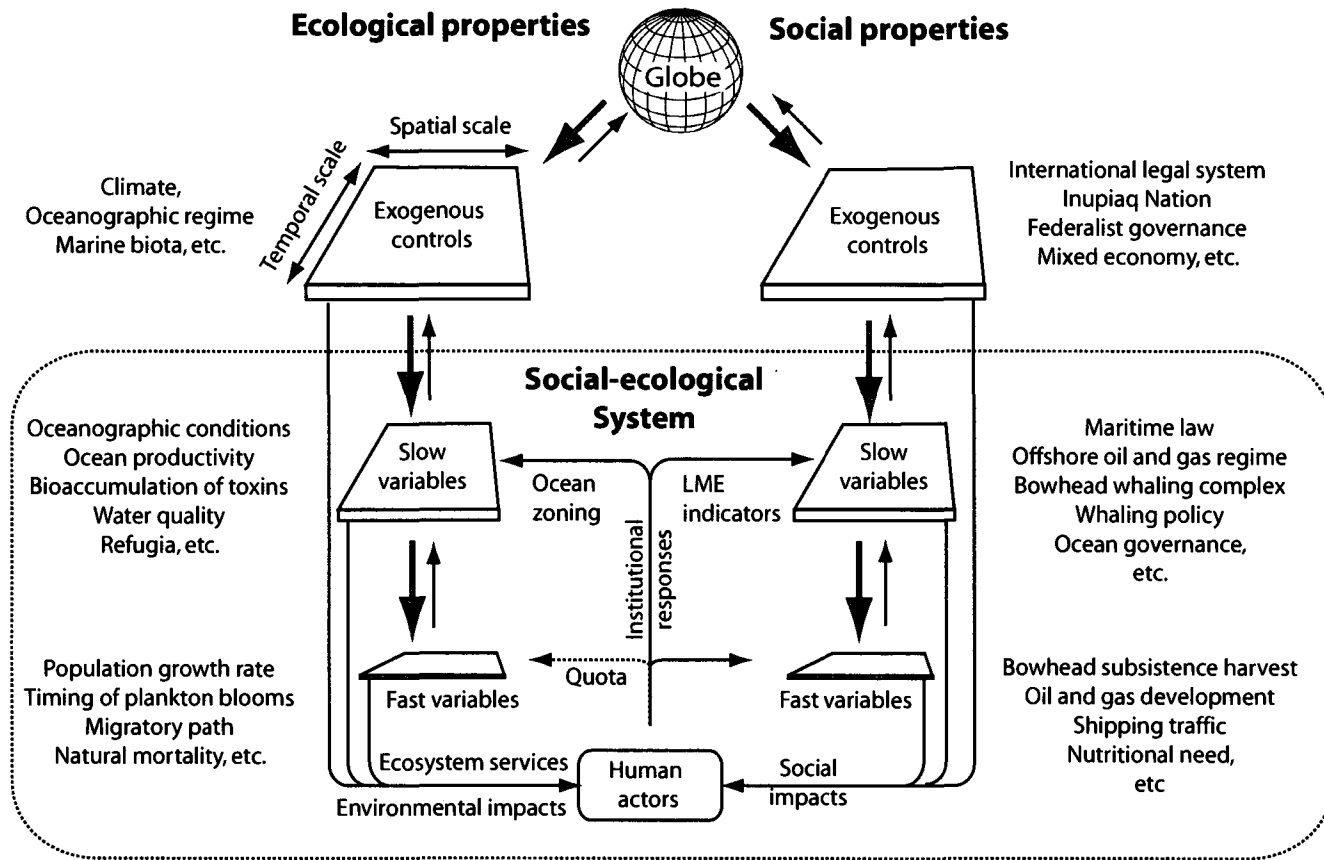 Ecological properties
Social properties
Globe
Spatial scale
Temporal scale
Climate,
Oceanographic regime
Marine biota, etc.
Exogenous
controls
Exogenous
controls
International legal system
Inupiaq Nation
Federalist governance
Mixed economy, etc.
Social-ecological
System
Oceanographic conditions
Ocean productivity
Bioaccumulation of toxins
Water quality
Refugia, etc.
Slow
variables
Ocean
zoning
Institutional
responses
LME
indicators
Slow
variables
Maritime law
Offshore oil and gas regime
Bowhead whaling complex
Whaling policy
Ocean governance,
etc.
Population growth rate
Timing of plankton blooms
Migratory path
Natural mortality, etc.
Fast variables
Quota
Fast variables
Bowhead subsistence harvest
Oil and gas development
Shipping traffic
Nutritional need,
etc
Ecosystem services
Environmental impacts
Human
actors
Social
impacts